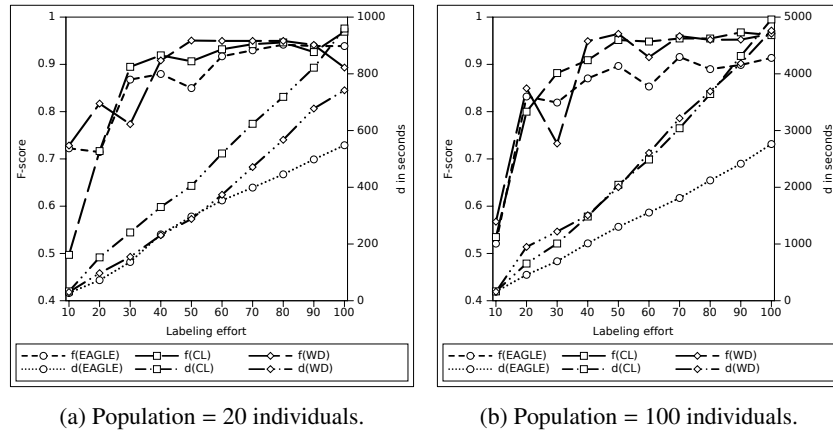 1
0.9
0.8
0.7
0.6
0.5
0.4
F-score
1000
800
600
400
200
0
d in seconds
10 20 30 40 50 60 70 80 90 100
Labeling effort
f(EAGLE) f(CL) f(WD)
d(EAGLE) d(CL) d(WD)
(a) Population = 20 individuals.
1
0.9
0.8
0.7
0.6
0.5
0.4
F-score
5000
4000
3000
2000
1000
0
d in seconds
10 20 30 40 50 60 70 80 90 100
Labeling effort
f(EAGLE) f(CL) f(WD)
d(EAGLE) d(CL) d(WD)
(b) Population = 100 individuals.